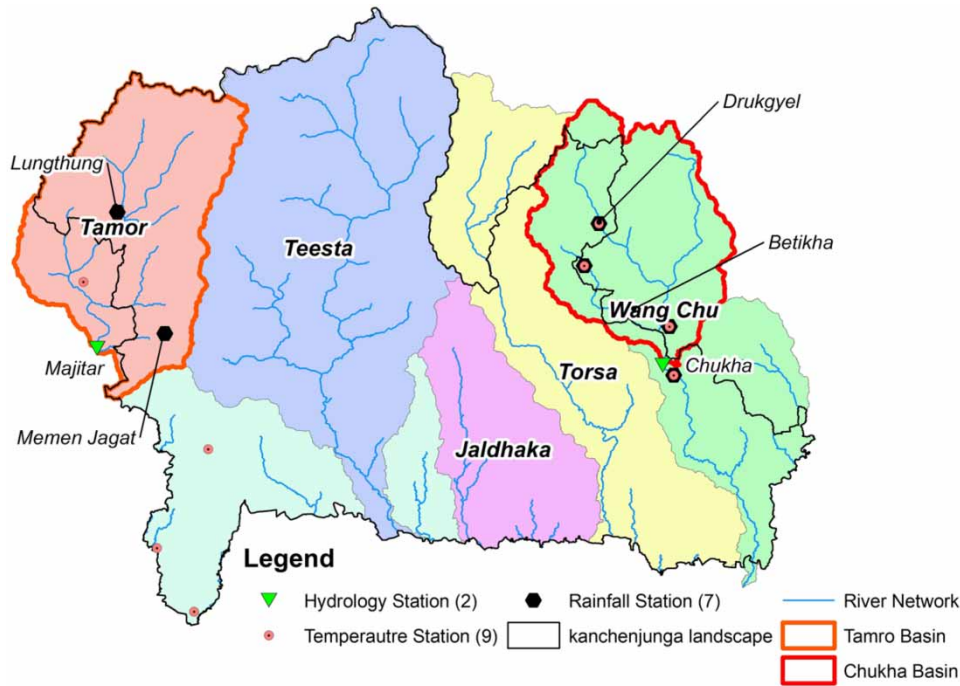 Drukgyel
Lungthung
Tamor
Betikha
Teesta
Wang Chu
Majitar
Chukha
Torsa
Memen Jagat
Jaldhaka
Legend
Hydrology Station (2)
Rainfall Station (7)
River Network
Temperautre Station (9)
kanchenjunga landscape
Tamro Basin
Chukha Basin